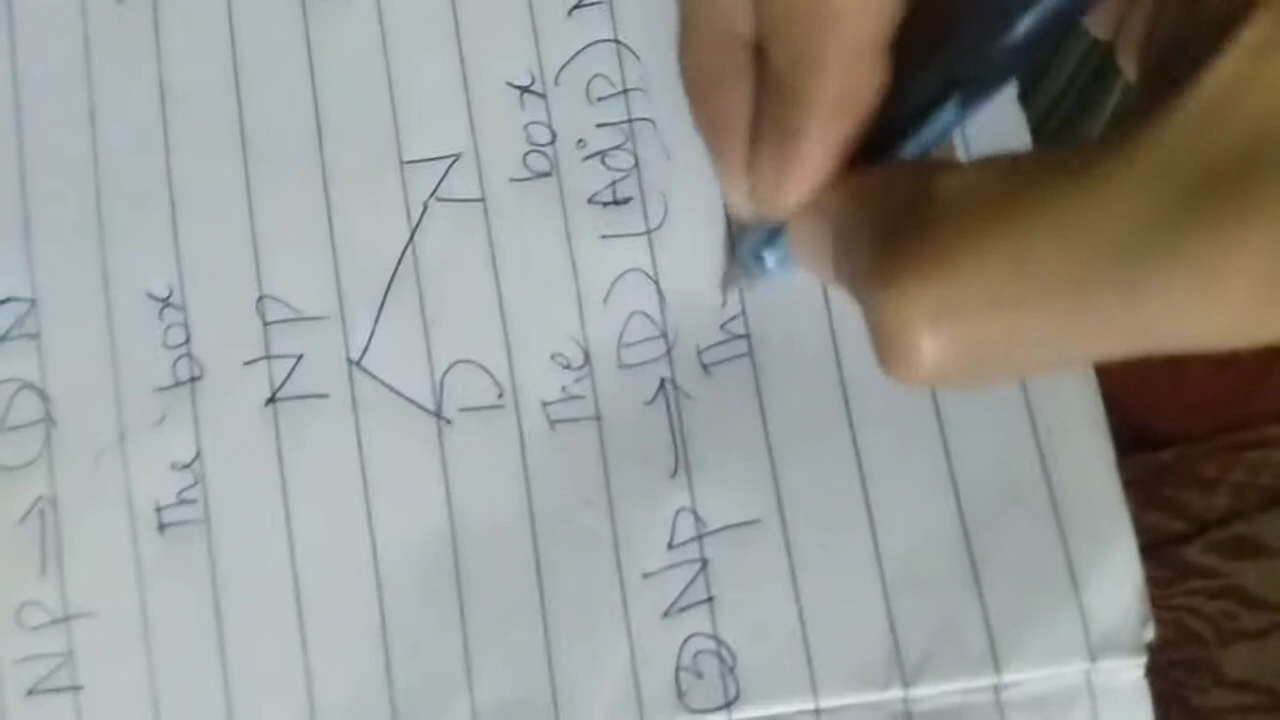 NP → (D) N
The box
NP
D N
The box
③ NP → (D) (AdjP) N
Th